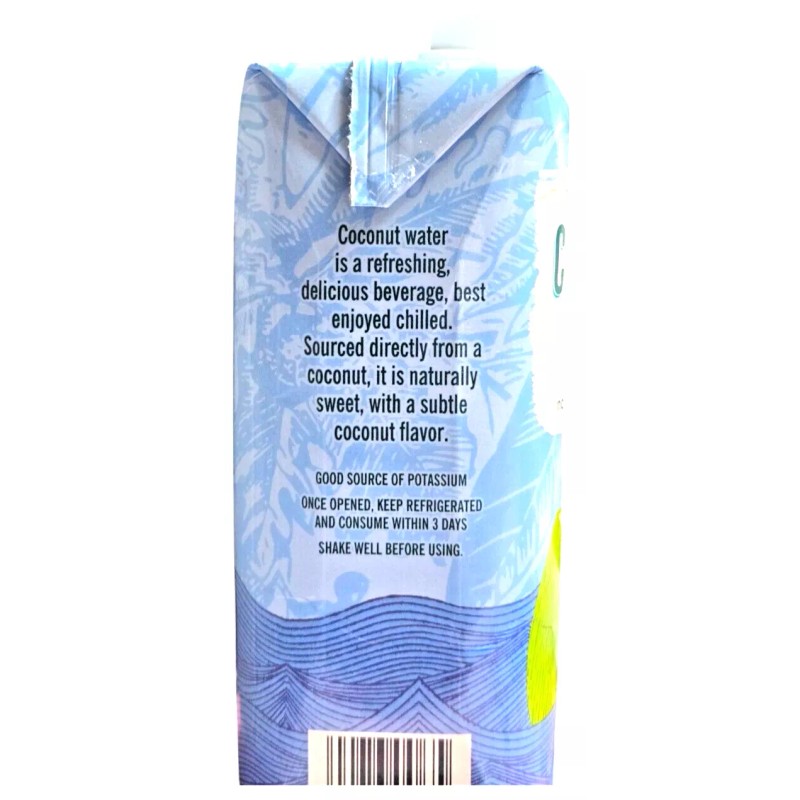 Coconut water
is a refreshing,
delicious beverage, best
enjoyed chilled.
Sourced directly from a
coconut, it is naturally
sweet, with a subtle
coconut flavor.
GOOD SOURCE OF POTASSIUM
ONCE OPENED, KEEP REFRIGERATED
AND CONSUME WITHIN 3 DAYS
SHAKE WELL BEFORE USING.
C